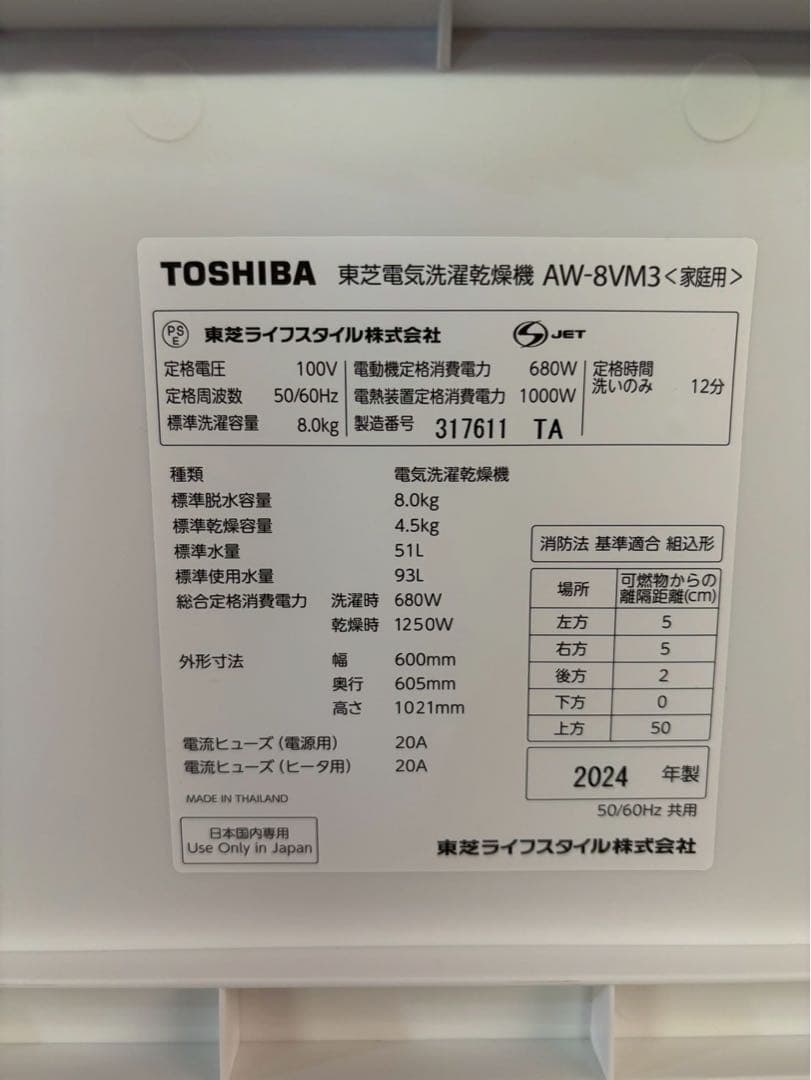 TOSHIBA 東芝電気洗濯乾燥機 AW-8VM3<家庭用>
PSE 東芝ライフスタイル株式会社 S JET
定格電圧 100V 電動機定格消費電力 680W 定格時間
洗いのみ 12分
定格周波数 50/60Hz 電熱装置定格消費電力 1000W
標準洗濯容量 8.0kg 製造番号 317611 TA
種類 電気洗濯乾燥機
標準脱水容量 8.0kg
標準乾燥容量 4.5kg
標準水量 51L
標準使用水量 93L
総合定格消費電力 洗濯時 680W
乾燥時 1250W
外形寸法 幅 600mm
奥行 605mm
高さ 1021mm
電流ヒューズ(電源用) 20A
電流ヒューズ(ヒータ用) 20A
MADE IN THAILAND
日本国内専用
Use Only in Japan
消防法 基準適合 組込形
場所 可燃物からの
離隔距離(cm)
左方 5
右方 5
後方 2
下方 0
上方 50
2024 年製
50/60Hz 共用
東芝ライフスタイル株式会社